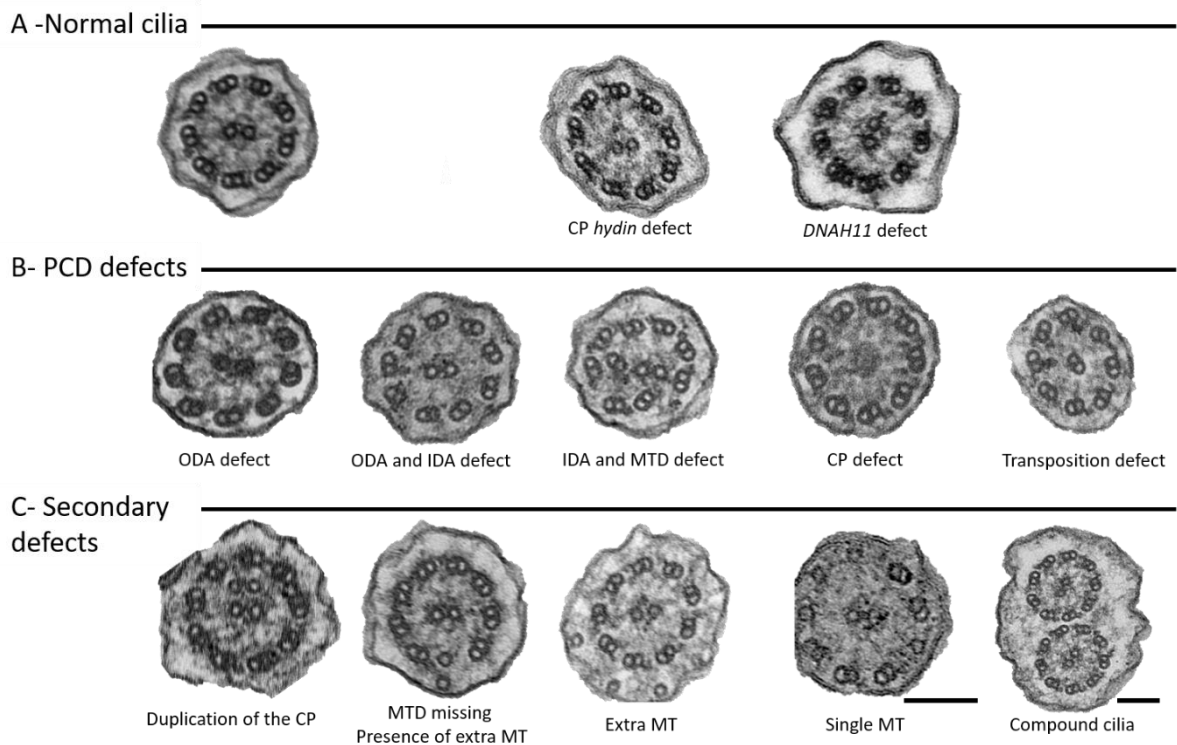 A -Normal cilia
CP hydin defect
DNAH11 defect
B- PCD defects
ODA defect
ODA and IDA defect
IDA and MTD defect
CP defect
Transposition defect
C- Secondary
defects
Duplication of the CP
MTD missing
Presence of extra MT
Extra MT
Single MT
Compound cilia